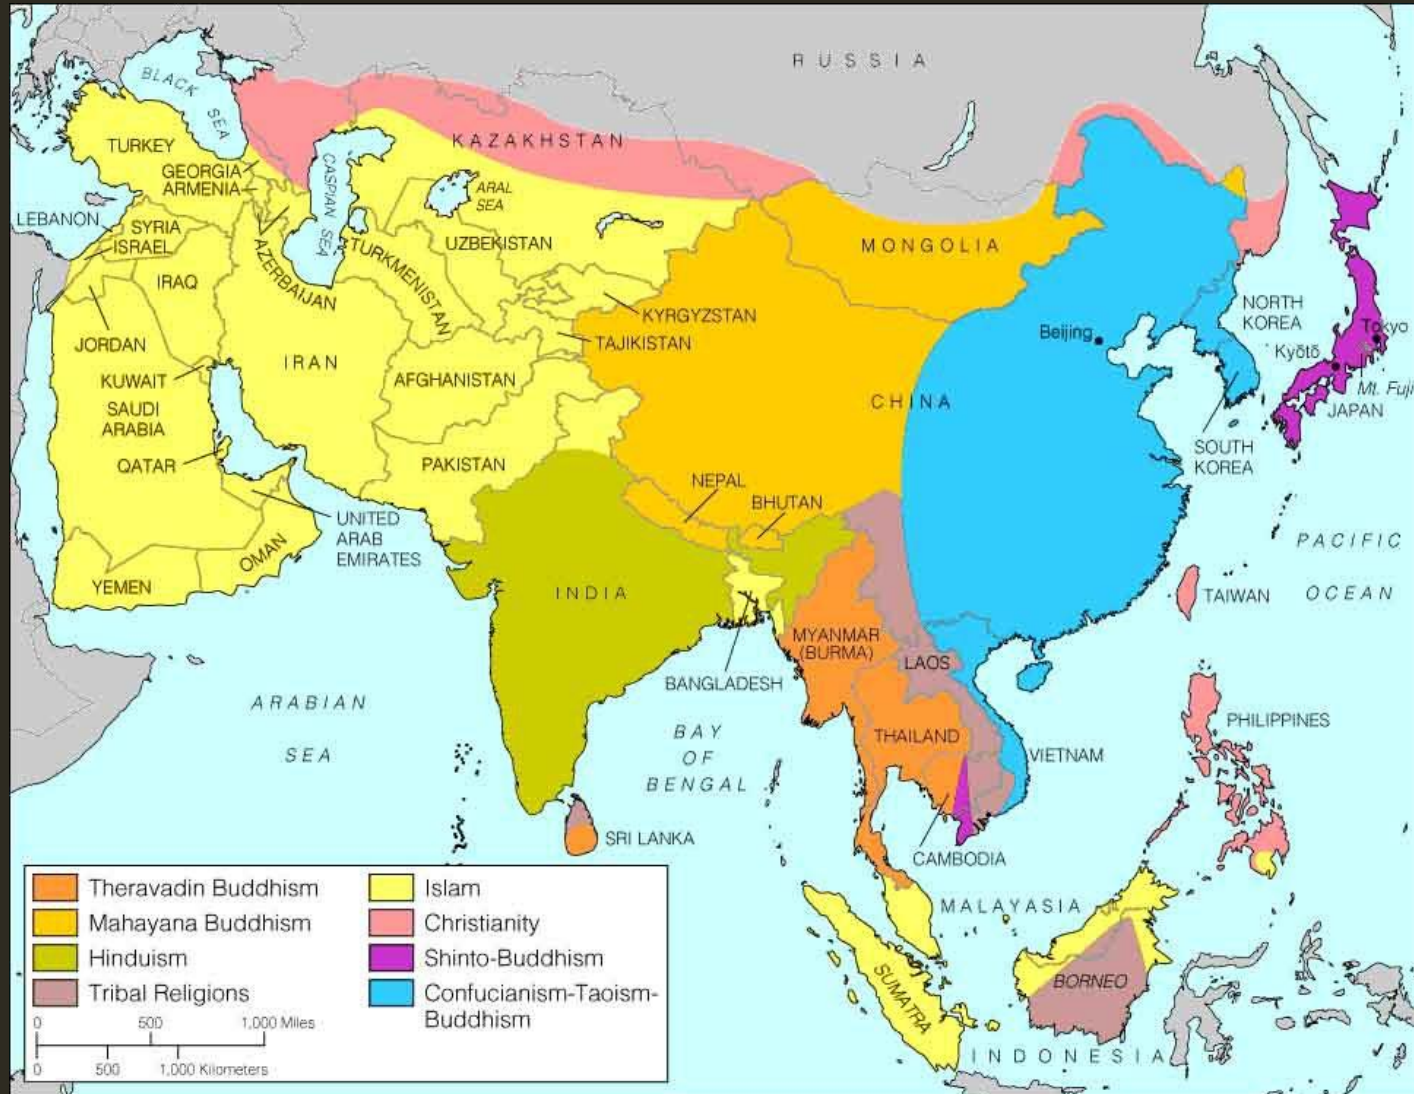 RUSSIA
BLACK
SEA
KAZAKHSTAN
TURKEY
GEORGIA
ARMENIA
CASPIAN SEA
ARAL
SEA
LEBANON
SYRIA
ISRAEL
UZBEKISTAN
MONGOLIA
AZERBAIJAN
TURKMENISTAN
IRAQ
KYRGYZSTAN
NORTH
KOREA
JORDAN
TAJIKISTAN
Beijing
Tokyo
Kyōtō
IRAN
KUWAIT
AFGHANISTAN
CHINA
Mt. Fuji
JAPAN
SAUDI
ARABIA
QATAR
PAKISTAN
SOUTH
KOREA
NEPAL
BHUTAN
UNITED
ARAB
EMIRATES
OMAN
YEMEN
PACIFIC
OCEAN
INDIA
TAIWAN
MYANMAR
(BURMA)
LAOS
BANGLADESH
ARABIAN
SEA
BAY
OF
BENGAL
THAILAND
VIETNAM
PHILIPPINES
SRI LANKA
CAMBODIA
MALAYASIA
SUMATRA
BORNEO
INDONESIA
Theravadin Buddhism
Mahayana Buddhism
Hinduism
Tribal Religions
Islam
Christianity
Shinto-Buddhism
Confucianism-Taoism-
Buddhism
0 500 1,000 Miles
0 500 1,000 Kilometers